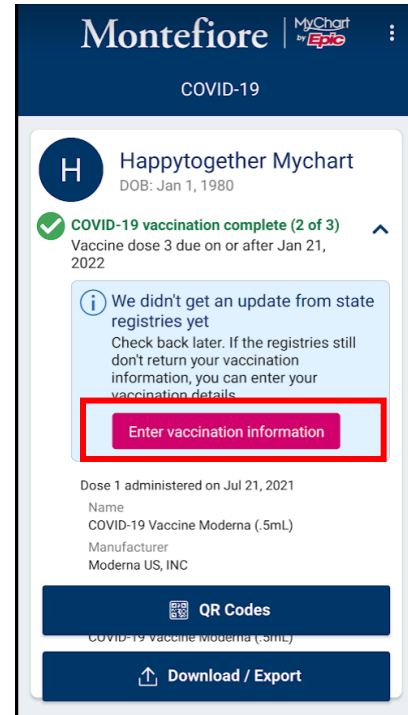 Montefiore | MyChart
by Epic
COVID-19
H
Happytogether Mychart
DOB: Jan 1, 1980
COVID-19 vaccination complete (2 of 3)
Vaccine dose 3 due on or after Jan 21,
2022
We didn't get an update from state
registries yet
Check back later. If the registries still
don't return your vaccination
information, you can enter your
vaccination details
Enter vaccination information
Dose 1 administered on Jul 21, 2021
Name
COVID-19 Vaccine Moderna (.5mL)
Manufacturer
Moderna US, INC
QR Codes
COVID-19 Vaccine Moderna (.5mL)
Download / Export